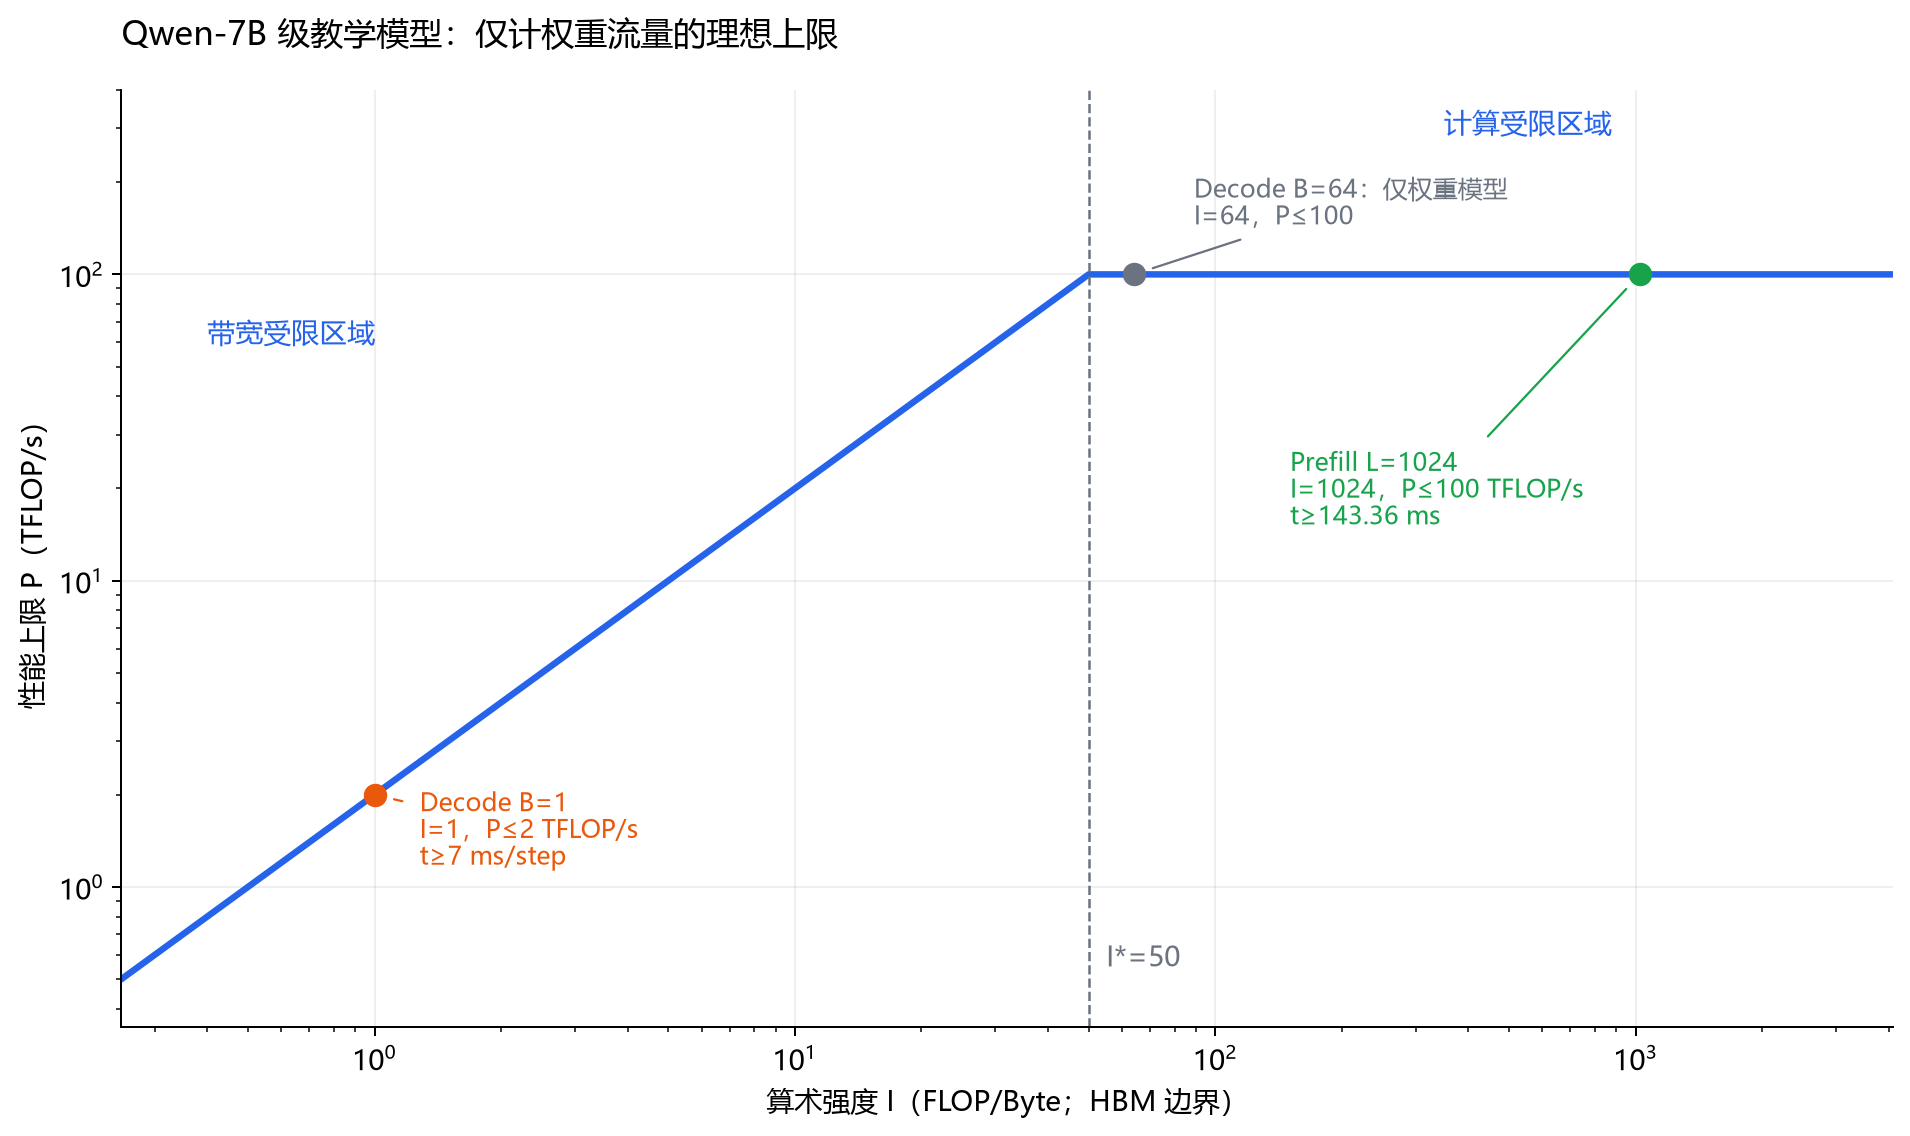 Qwen-7B 级教学模型：仅计权重流量的理想上限
计算受限区域
Decode B=64：仅权重模型
I=64，P≤100
带宽受限区域
Prefill L=1024
I=1024，P≤100 TFLOP/s
t≥143.36 ms
Decode B=1
I=1，P≤2 TFLOP/s
t≥7 ms/step
I*=50
性能上限 P（TFLOP/s）
10²
10¹
10⁰
10⁰ 10¹ 10² 10³
算术强度 I（FLOP/Byte；HBM 边界）